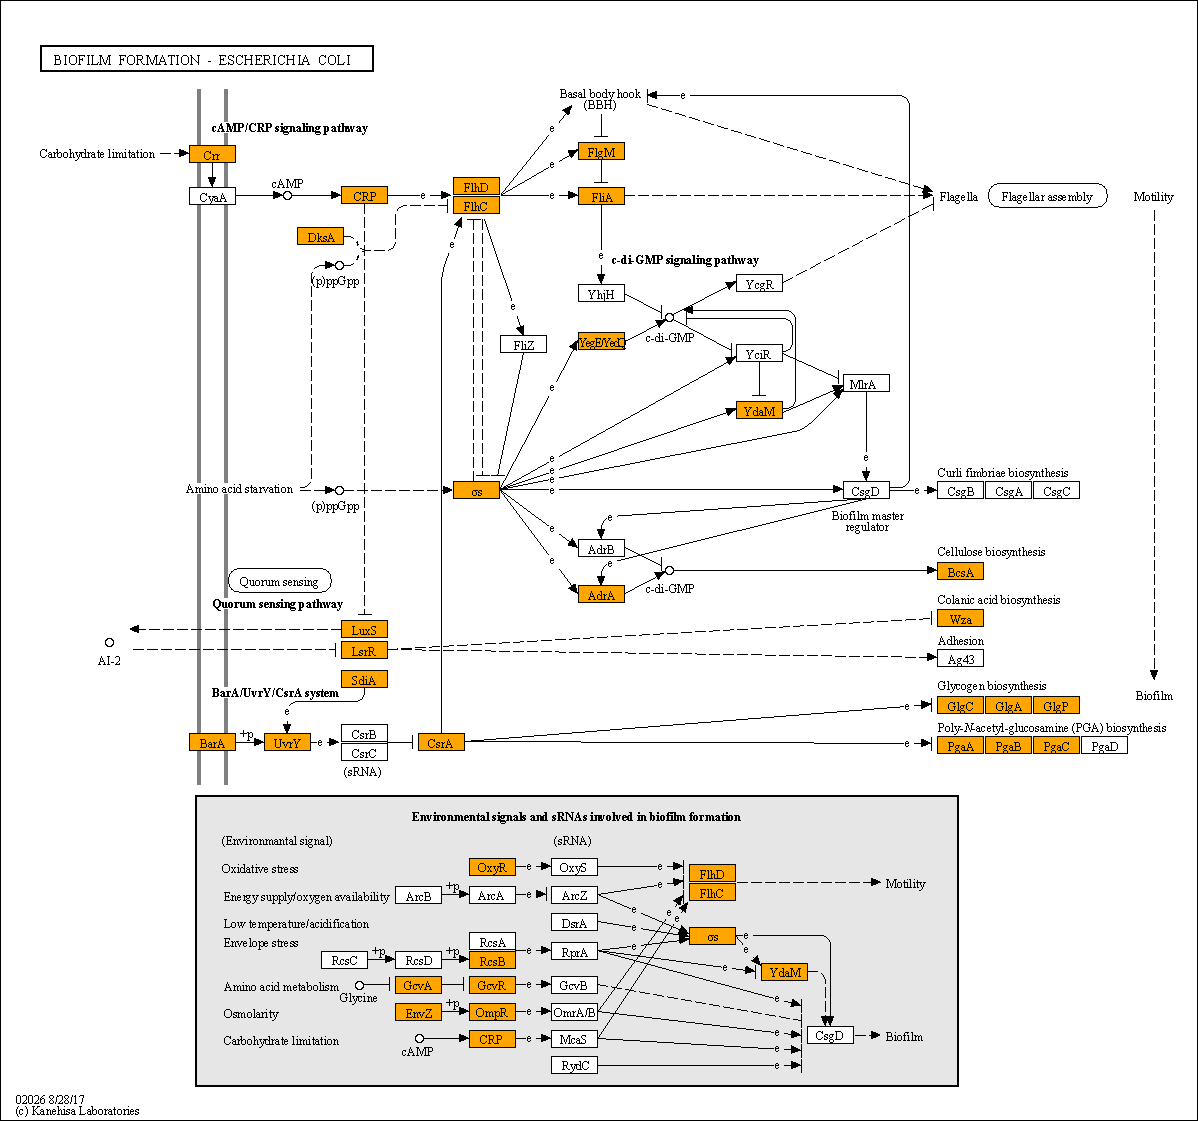 BIOFILM FORMATION - ESCHERICHIA COLI
Basal body hook
(BBH)
e
cAMP/CRP signaling pathway
Carbohydrate limitation
Crr
e
e
FlgM
CyaA
cAMP
CRP
e
FlhD
FlhC
e
FliA
Flagella
Flagellar assembly
Motility
DksA
e
(p)ppGpp
e
c-di-GMP signaling pathway
YhjH
YcgR
e
FliZ
YegE/YedQ
c-di-GMP
YciR
e
MlrA
YdaM
e
e
e
e
e
Amino acid starvation
(p)ppGpp
σs
CsgD
e
Biofilm master
regulator
Curli fimbriae biosynthesis
CsgB
CsgA
CsgC
e
e
e
AdrB
e
AdrA
c-di-GMP
Cellulose biosynthesis
BcsA
Quorum sensing
Quorum sensing pathway
LuxS
LsrR
AI-2
Colanic acid biosynthesis
Wza
Adhesion
Ag43
SdiA
BarA/UvrY/CsrA system
e
Glycogen biosynthesis
GlgC
GlgA
GlgP
e
Biofilm
BarA
+p
UvrY
e
CsrB
CsrC
(sRNA)
CsrA
Poly-N-acetyl-glucosamine (PGA) biosynthesis
e
PgaA
PgaB
PgaC
PgaD
Environmental signals and sRNAs involved in biofilm formation
(Environmantal signal)
(sRNA)
Oxidative stress
OxyR
e
OxyS
e
FlhD
FlhC
Motility
Energy supply/oxygen availability
ArcB
+p
ArcA
e
ArcZ
e
e
e
e
Low temperature/acidification
DsrA
e
σs
e
e
Envelope stress
RcsC
+p
RcsD
+p
RcsA
RcsB
e
RprA
e
e
e
YdaM
Amino acid metabolism
Glycine
GcvA
GcvR
e
GcvB
e
Osmolarity
EnvZ
+p
OmpR
e
OmrA/B
e
CsgD
Biofilm
Carbohydrate limitation
cAMP
CRP
e
McaS
e
RydC
e
02026 8/28/17
(c) Kanehisa Laboratories